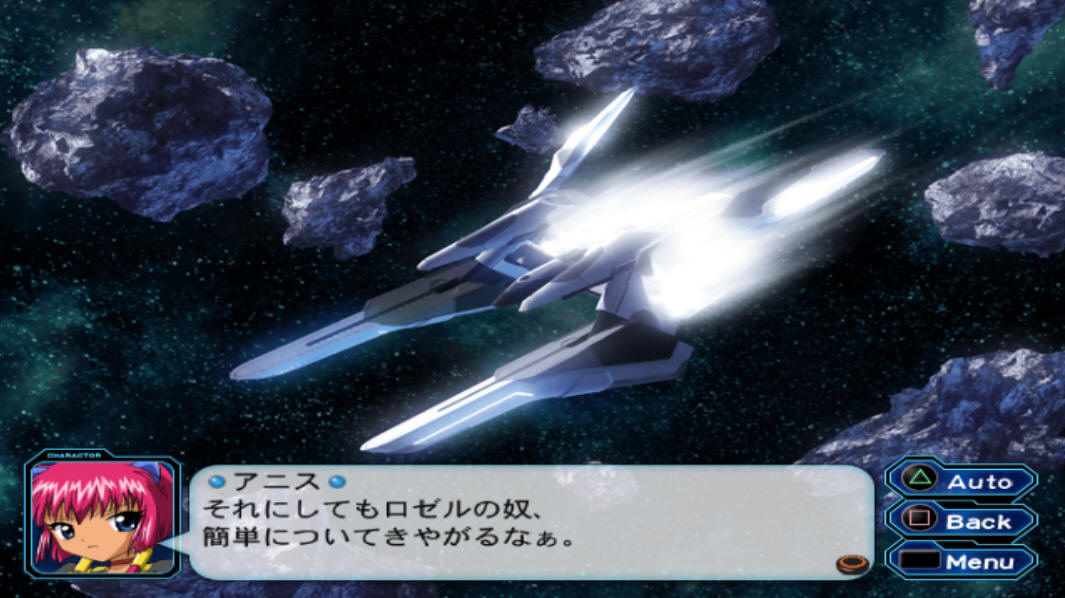 CHARACTOR
アニス
それにしてもロゼルの奴、
簡単についてきやがるなぁ。
Auto
Back
Menu